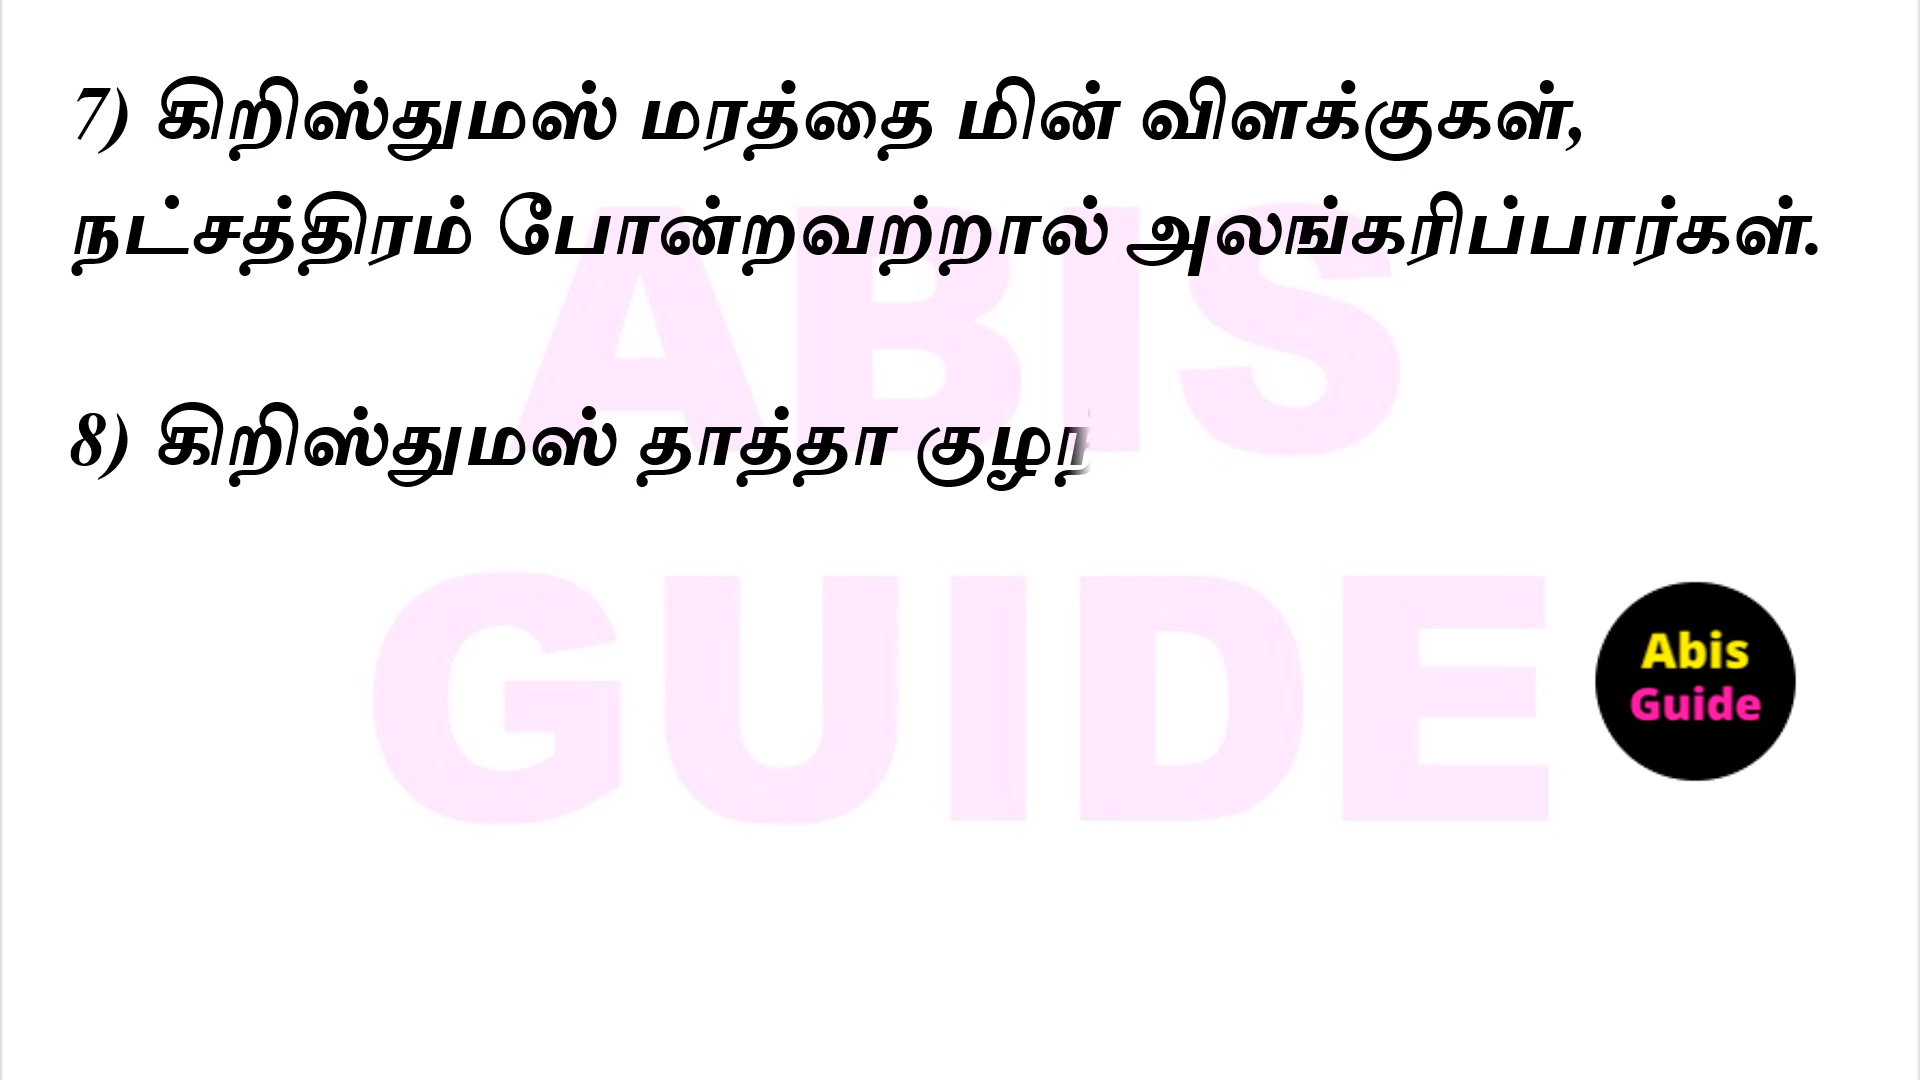 7) கிறிஸ்துமஸ் மரத்தை மின் விளக்குகள்,
நட்சத்திரம் போன்றவற்றால் அலங்கரிப்பார்கள்.
8) கிறிஸ்துமஸ் தாத்தா
ABIS
GUIDE
Abis
Guide